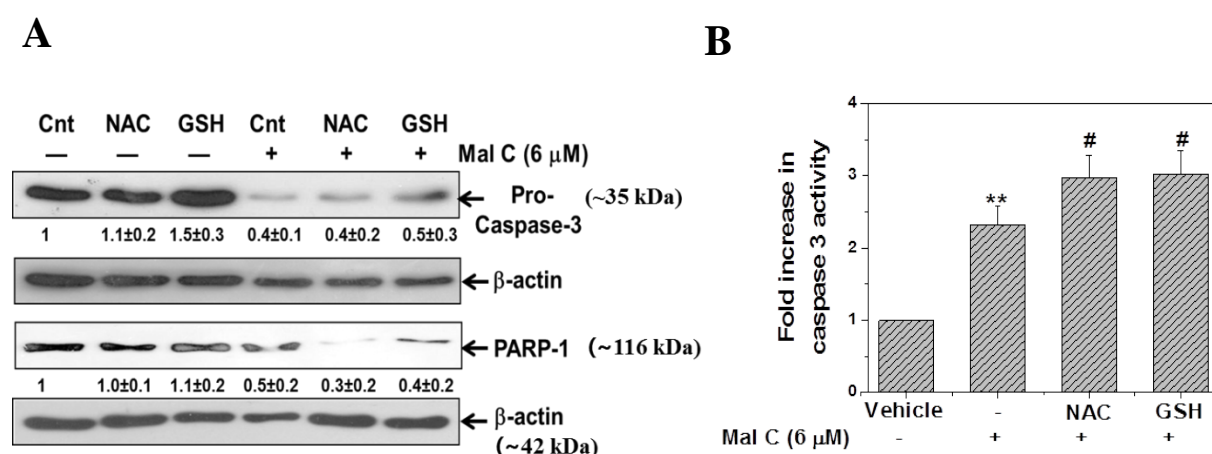 A
Cnt NAC GSH Cnt NAC GSH
— — — + + + Mal C (6 μM)
Pro- (~35 kDa)
Caspase-3
1 1.1±0.2 1.5±0.3 0.4±0.1 0.4±0.2 0.5±0.3
β-actin
PARP-1 (~116 kDa)
1 1.0±0.1 1.1±0.2 0.5±0.2 0.3±0.2 0.4±0.2
β-actin
(~42 kDa)
B
Fold increase in
caspase 3 activity
4
3
2
1
0
** # #
Vehicle - NAC GSH
Mal C (6 μM) - + + +